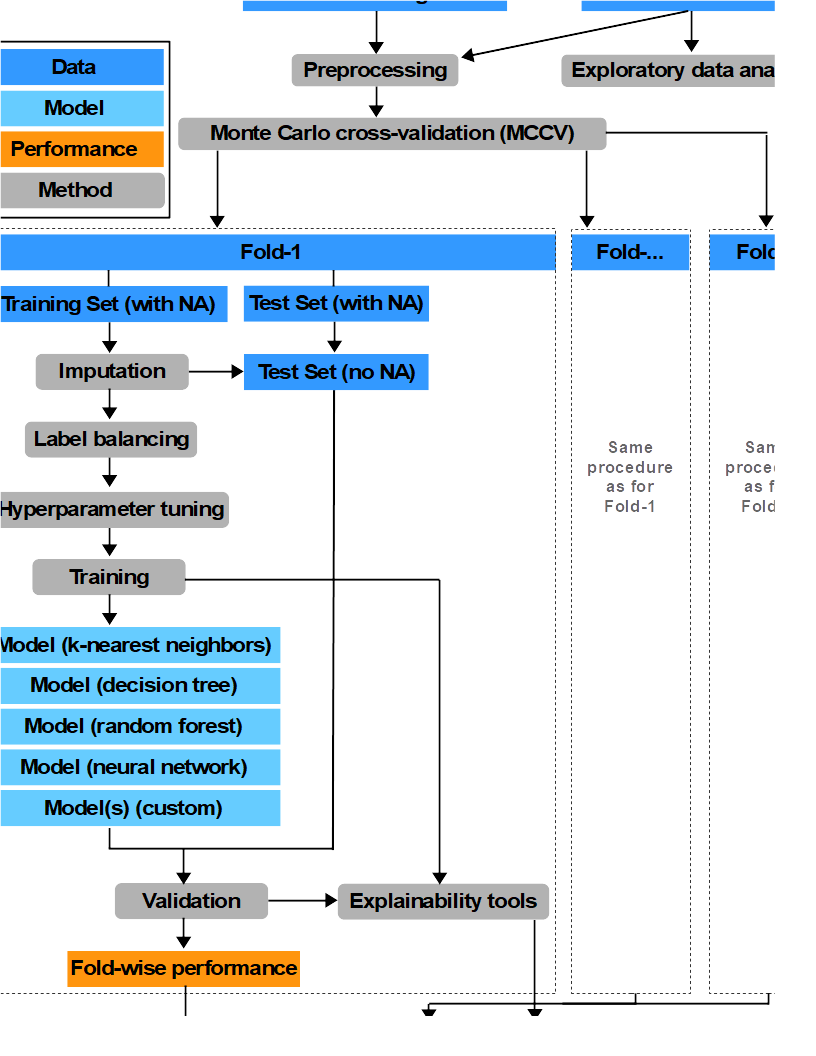 Preprocessing
Exploratory data ana
Data
Model
Performance
Method
Monte Carlo cross-validation (MCCV)
Fold-1
Fold-...
Fold
Training Set (with NA)
Test Set (with NA)
Imputation
Test Set (no NA)
Label balancing
Hyperparameter tuning
Training
Model (k-nearest neighbors)
Model (decision tree)
Model (random forest)
Model (neural network)
Model(s) (custom)
Validation
Explainability tools
Fold-wise performance
Same
procedure
as for
Fold-1
Sam
proce
as f
Fold